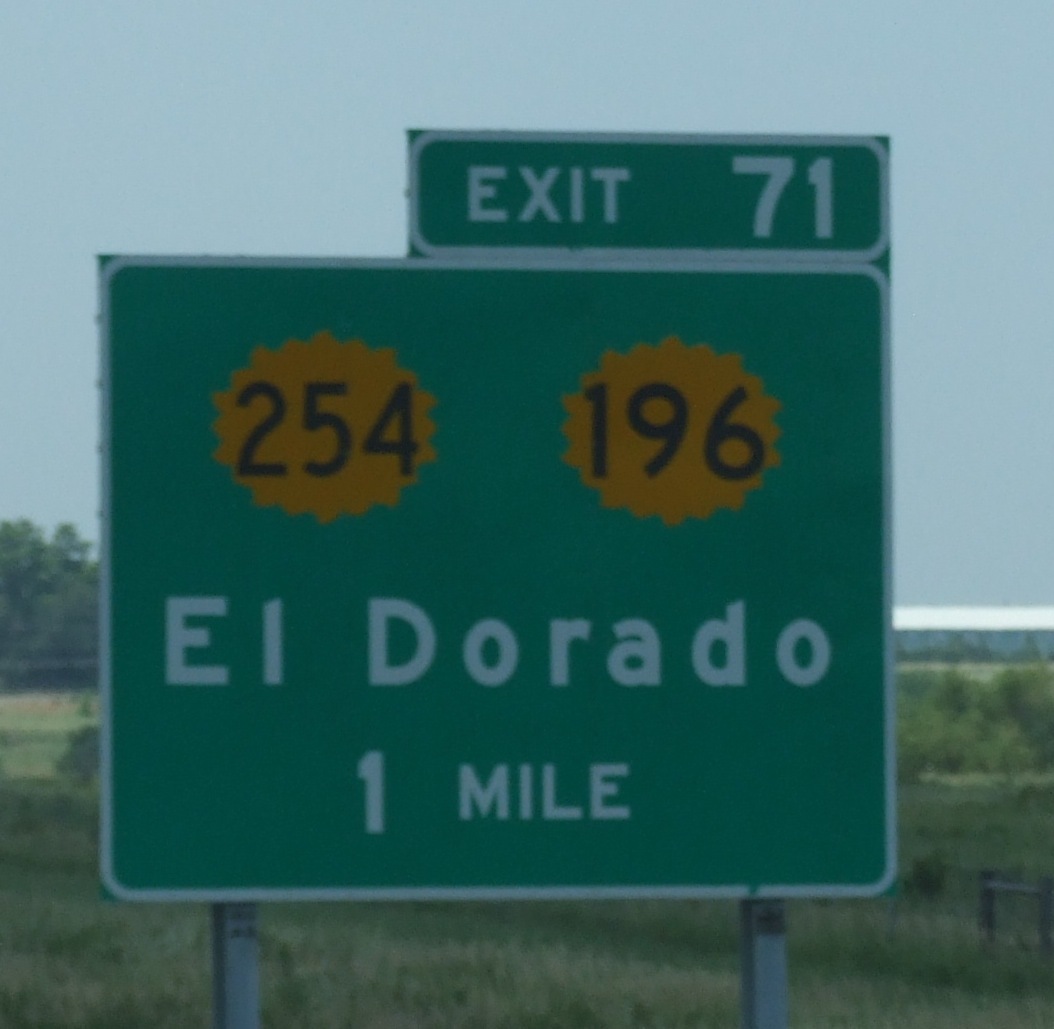 EXIT 71
254 196
El Dorado
1 MILE